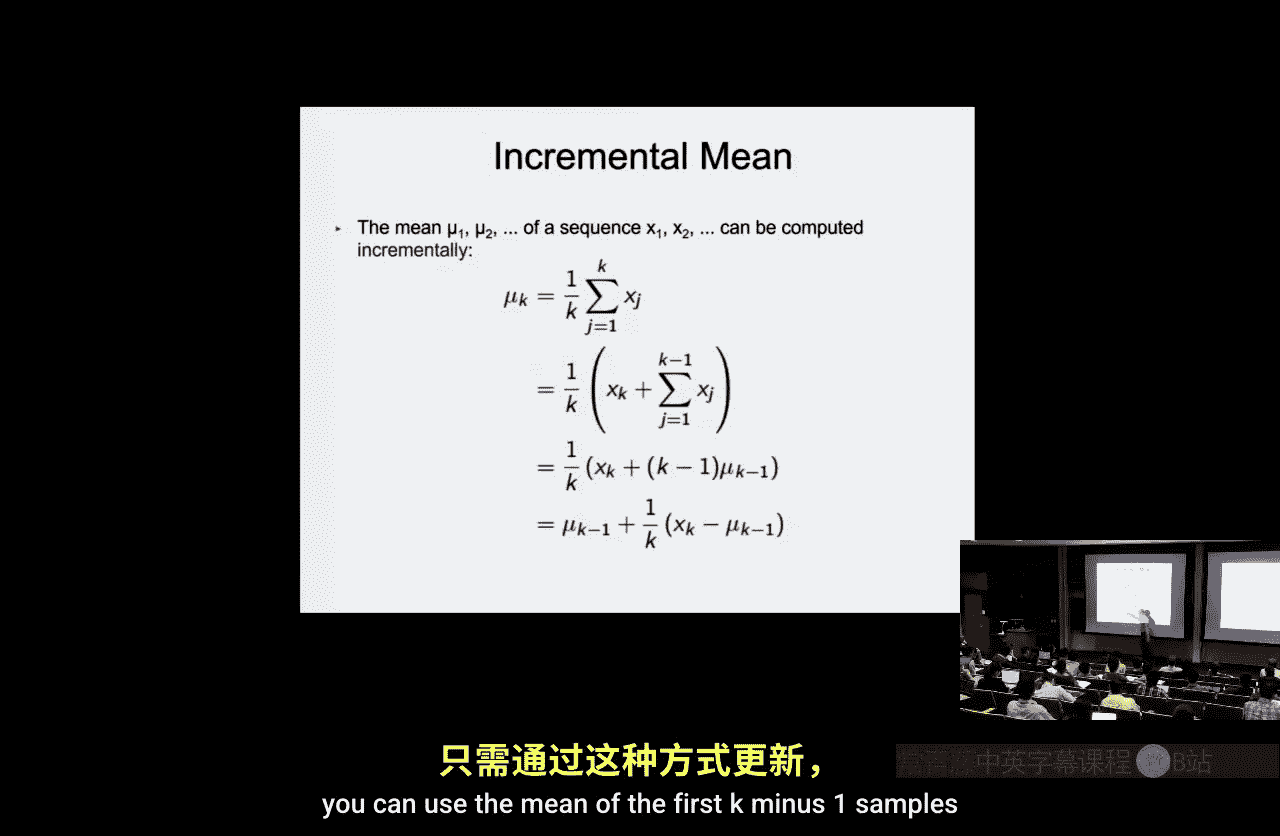 Incremental Mean
‣ The mean μ₁, μ₂, ... of a sequence x₁, x₂, ... can be computed
incrementally:
μₖ = 1/k ∑_{j=1}^{k} xⱼ
= 1/k (xₖ + ∑_{j=1}^{k−1} xⱼ)
= 1/k (xₖ + (k − 1)μₖ₋₁)
= μₖ₋₁ + 1/k (xₖ − μₖ₋₁)
只需通过这种方式更新，
中英字幕课程 B站
you can use the mean of the first k minus 1 samples